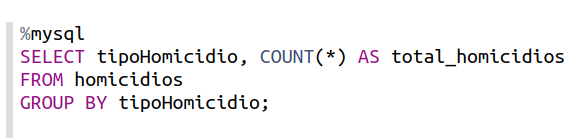 %mysql
SELECT tipoHomicidio, COUNT(*) AS total_homicidios
FROM homicidios
GROUP BY tipoHomicidio;